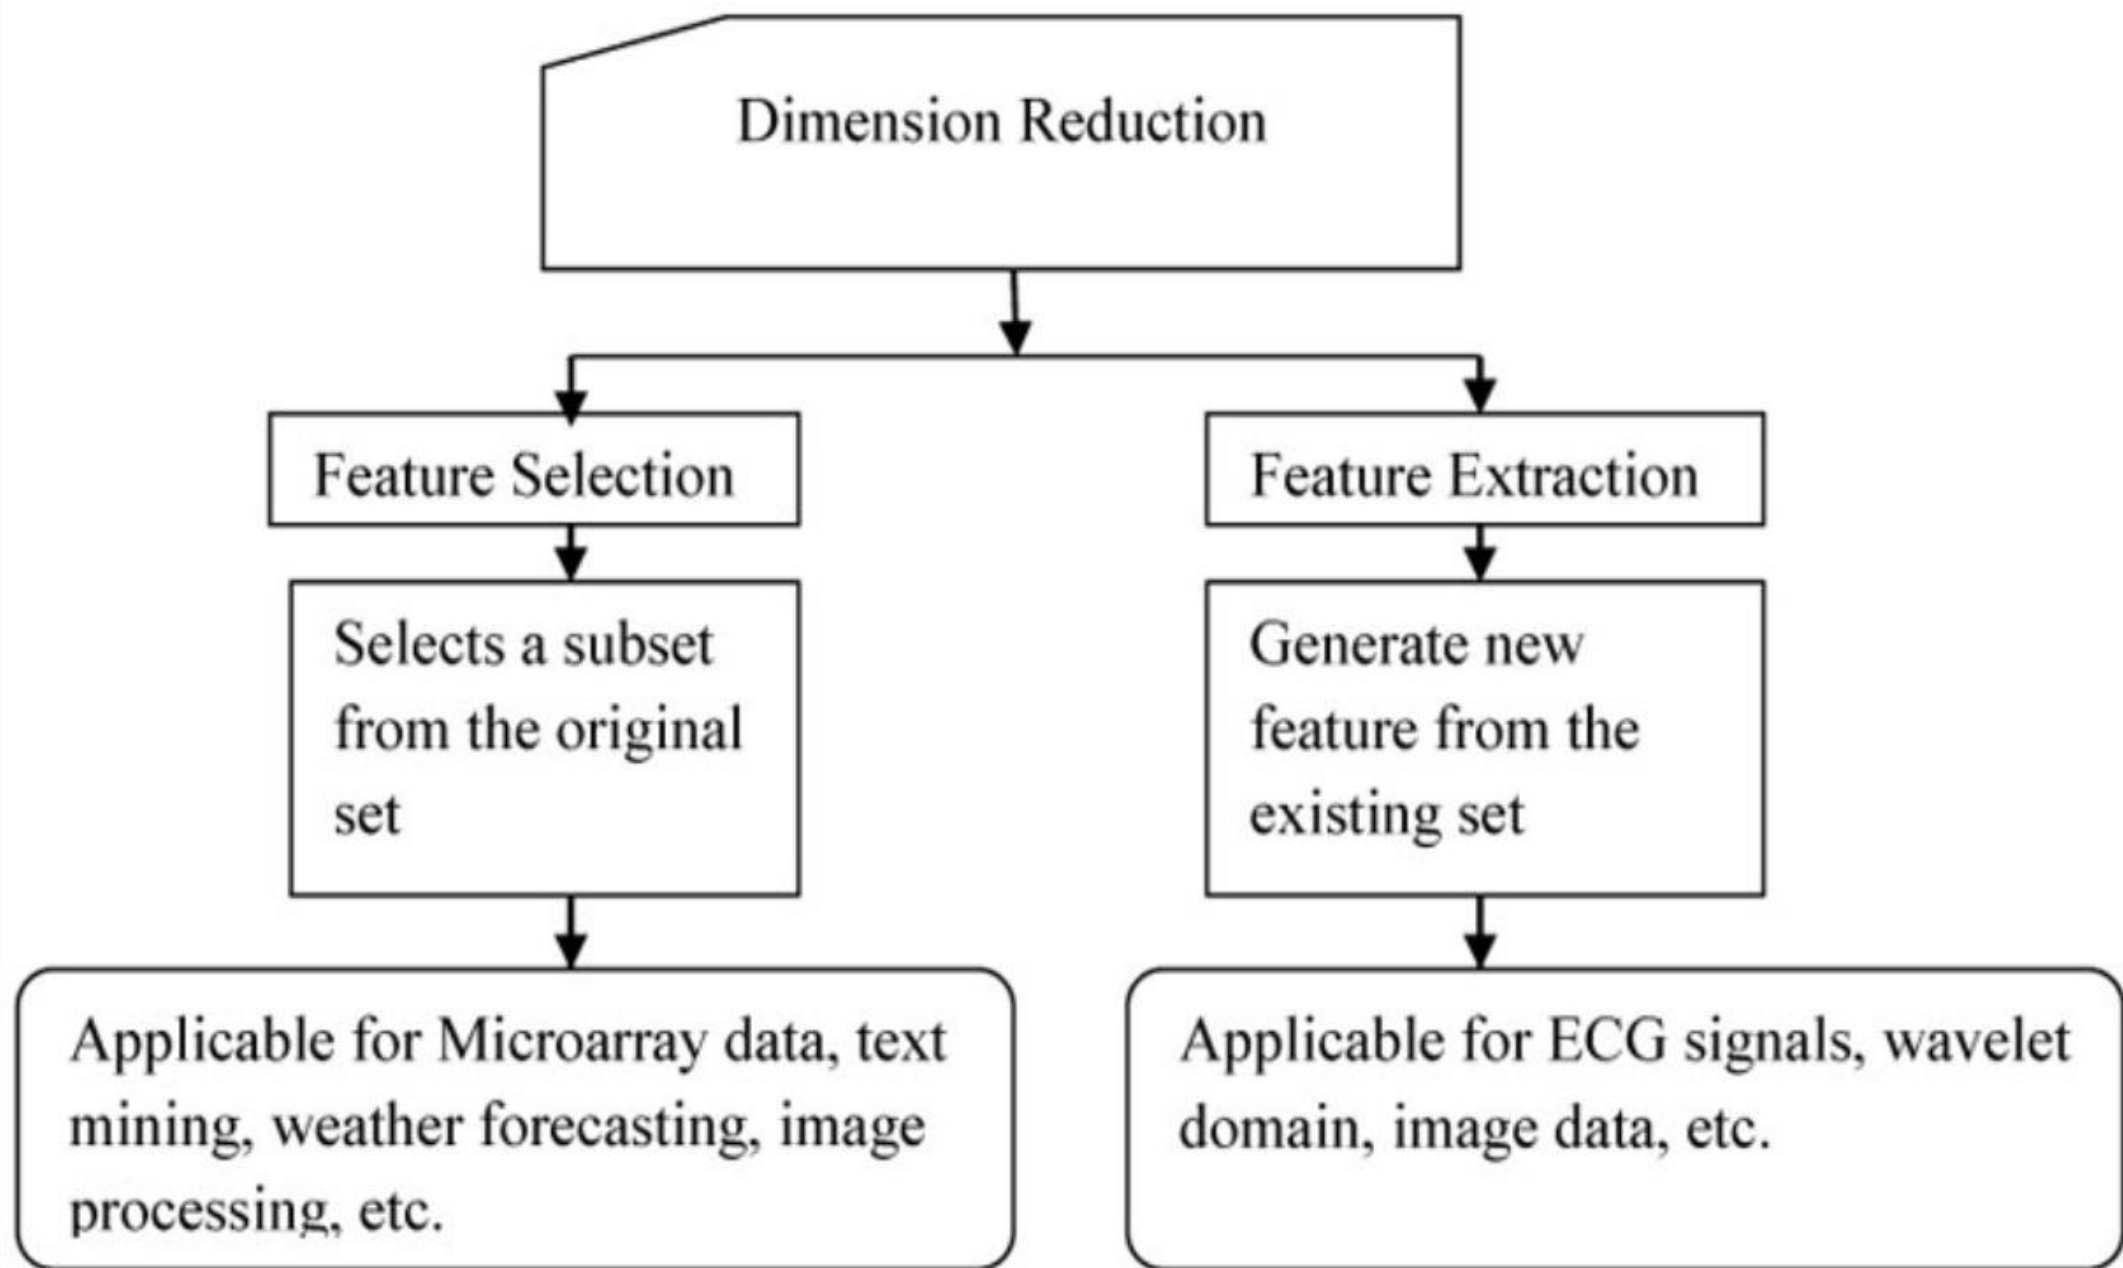 Dimension Reduction
Feature Selection
Feature Extraction
Selects a subset
from the original
set
Generate new
feature from the
existing set
Applicable for Microarray data, text
mining, weather forecasting, image
processing, etc.
Applicable for ECG signals, wavelet
domain, image data, etc.